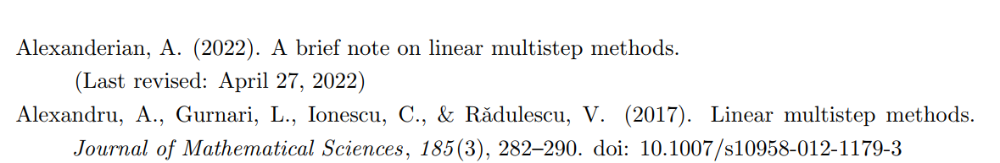 Alexanderian, A. (2022). A brief note on linear multistep methods.
(Last revised: April 27, 2022)
Alexandru, A., Gurnari, L., Ionescu, C., & Rădulescu, V. (2017). Linear multistep methods.
Journal of Mathematical Sciences, 185(3), 282–290. doi: 10.1007/s10958-012-1179-3